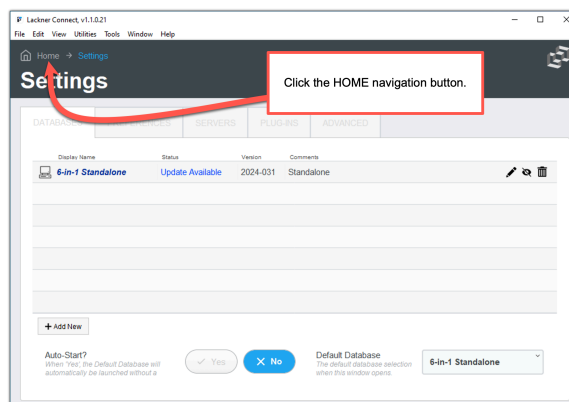 Lackner Connect, v1.1.0.21
File Edit View Utilities Tools Window Help
Home → Settings
Settings
Click the HOME navigation button.
SERVERS PLUG-INS ADVANCED
Display Name Status Version Comments
6-in-1 Standalone Update Available 2024-031 Standalone
+ Add New
Auto-Start?
When 'Yes', the Default Database will
automatically be launched without a
Yes
No
Default Database
The default database selection
when this window opens.
6-in-1 Standalone